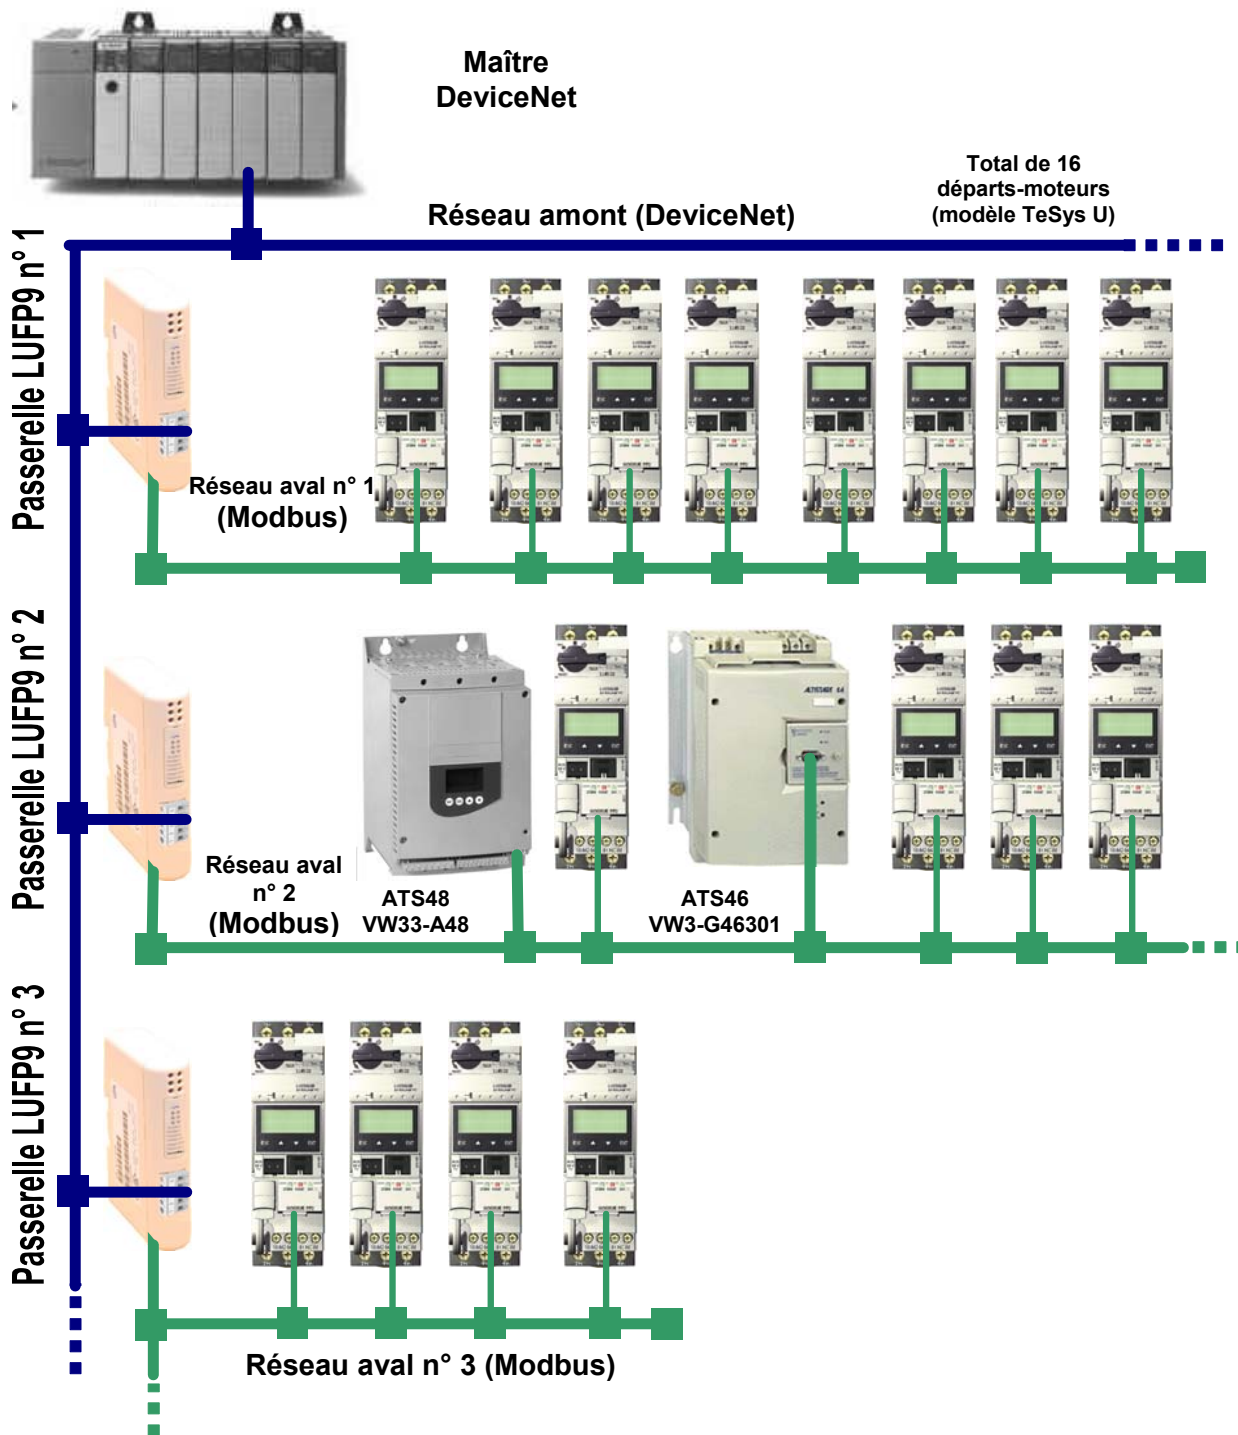 Maître
DeviceNet
Total de 16
départs-moteurs
(modèle TeSys U)
Réseau amont (DeviceNet)
Passerelle LUFP9 n° 1
Réseau aval n° 1
(Modbus)
Passerelle LUFP9 n° 2
ALTISTART 46
Réseau aval
n° 2
(Modbus)
ATS48
VW33-A48
ATS46
VW3-G46301
Passerelle LUFP9 n° 3
Réseau aval n° 3 (Modbus)